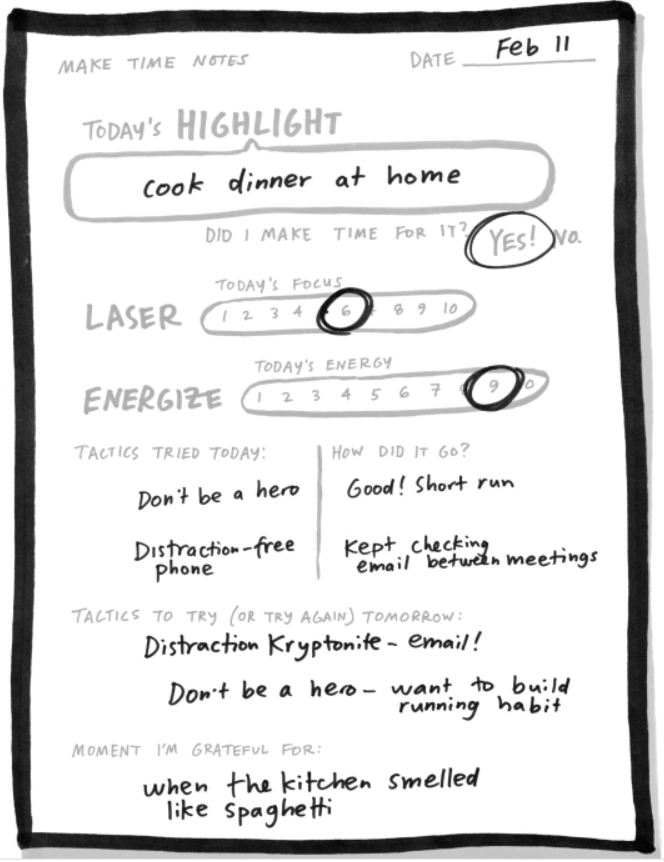 MAKE TIME NOTES DATE Feb 11
TODAY'S HIGHLIGHT
cook dinner at home
DID I MAKE TIME FOR IT? YES! NO.
TODAY'S FOCUS
LASER 1 2 3 4 6 8 9 10
TODAY'S ENERGY
ENERGIZE 1 2 3 4 5 6 7 9 0
TACTICS TRIED TODAY: HOW DID IT GO?
Don't be a hero Good! Short run
Distraction-free Kept checking
phone email between meetings
TACTICS TO TRY (OR TRY AGAIN) TOMORROW:
Distraction Kryptonite - email!
Don't be a hero - want to build
running habit
MOMENT I'M GRATEFUL FOR:
when the kitchen smelled
like spaghetti